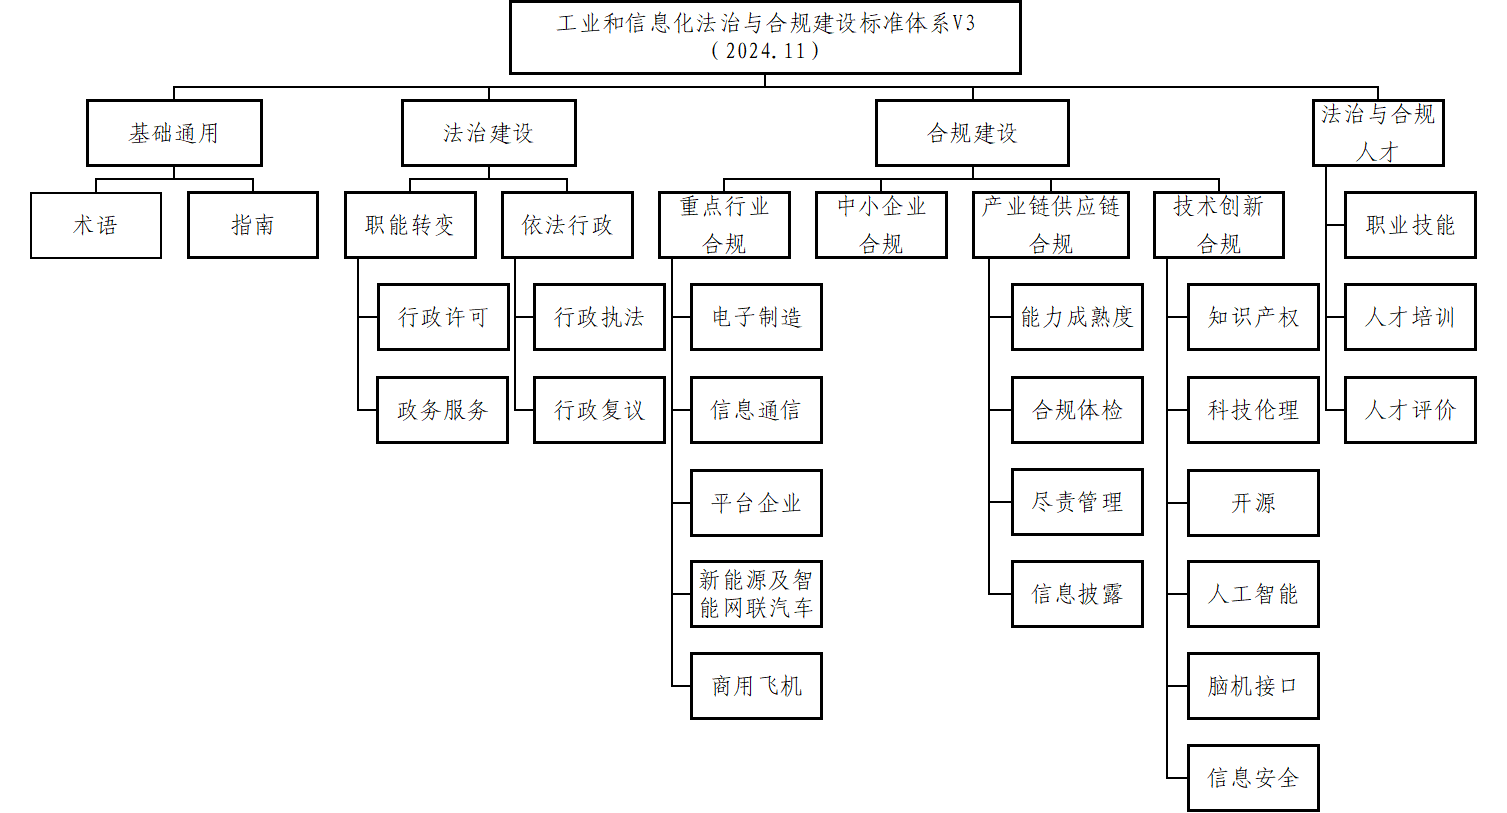 工业和信息化法治与合规建设标准体系V3
(2024.11)
基础通用
法治建设
合规建设
法治与合规
人才
术语
指南
职能转变
依法行政
重点行业
合规
中小企业
合规
产业链供应链
合规
技术创新
合规
职业技能
行政许可
行政执法
电子制造
能力成熟度
知识产权
人才培训
政务服务
行政复议
信息通信
合规体检
科技伦理
人才评价
平台企业
尽责管理
开源
新能源及智
能网联汽车
信息披露
人工智能
商用飞机
脑机接口
信息安全